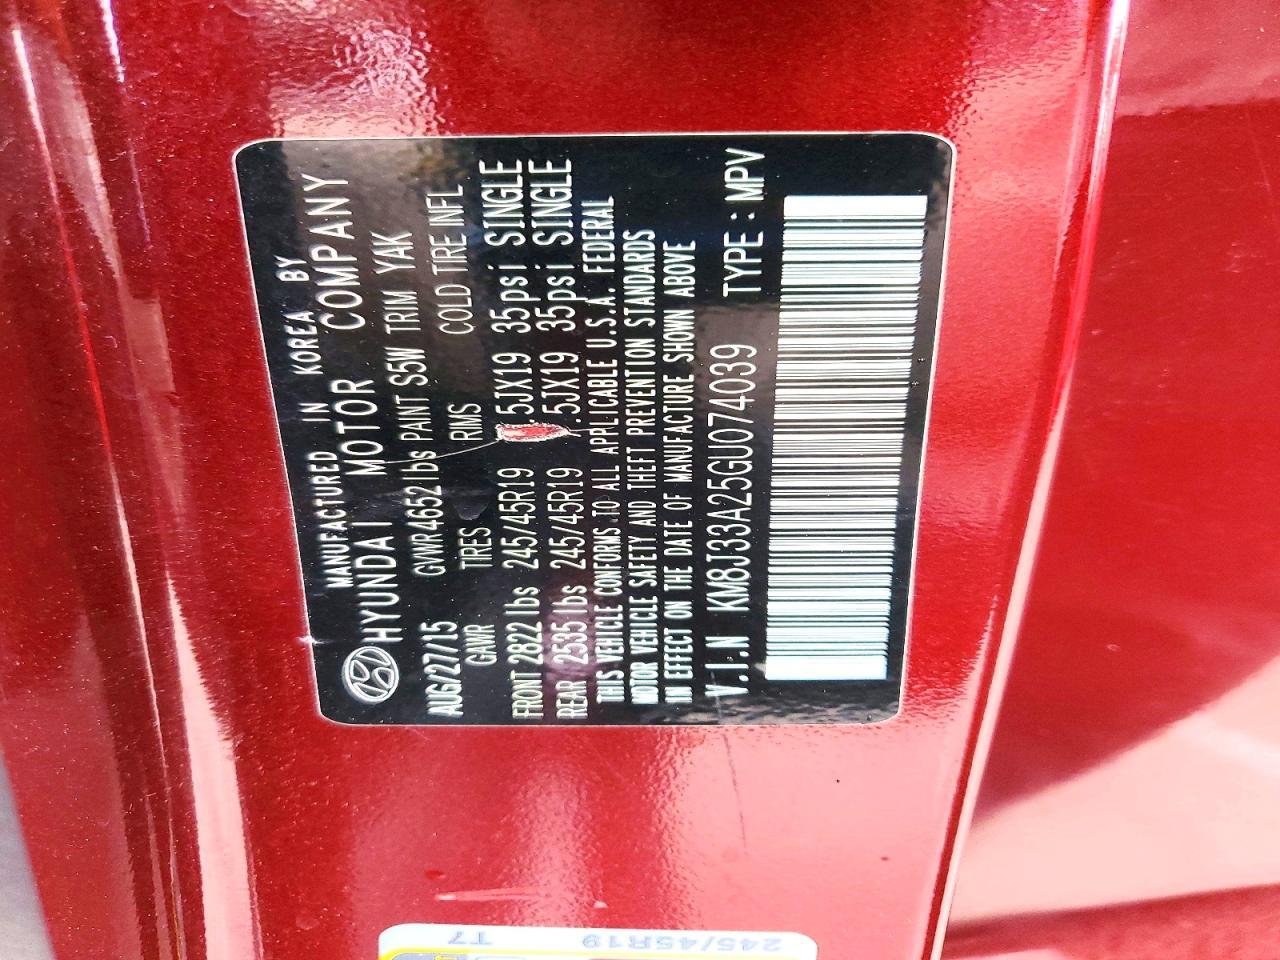 MANUFACTURED IN KOREA BY
HYUNDAI MOTOR COMPANY
AUG/27/15 GVWR 4652 lbs PAINT S5W TRIM YAK
GAWR TIRES RIMS COLD TIRE INFL
FRONT 2822 lbs 245/45R19 .5JX19 35psi SINGLE
REAR 2535 lbs 245/45R19 .5JX19 35psi SINGLE
THIS VEHICLE CONFORMS TO ALL APPLICABLE U.S.A. FEDERAL
MOTOR VEHICLE SAFETY AND THEFT PREVENTION STANDARDS
IN EFFECT ON THE DATE OF MANUFACTURE SHOWN ABOVE
V.I.N KM8J33A25GU074039 TYPE : MPV
245/45R19 T7